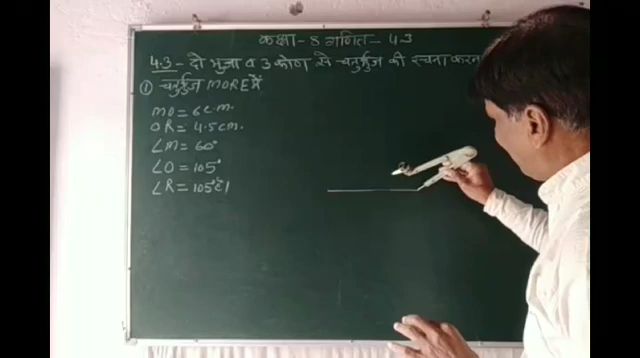 कक्षा - 8 गणित - 4.3
4.3 - दो भुजा व 3 कोण से चतुर्भुज की रचना करन
① चतुर्भुज MORE में
MO = 6 c.m.
OR = 4.5 cm.
∠M = 60°
∠O = 105°
∠R = 105° है।